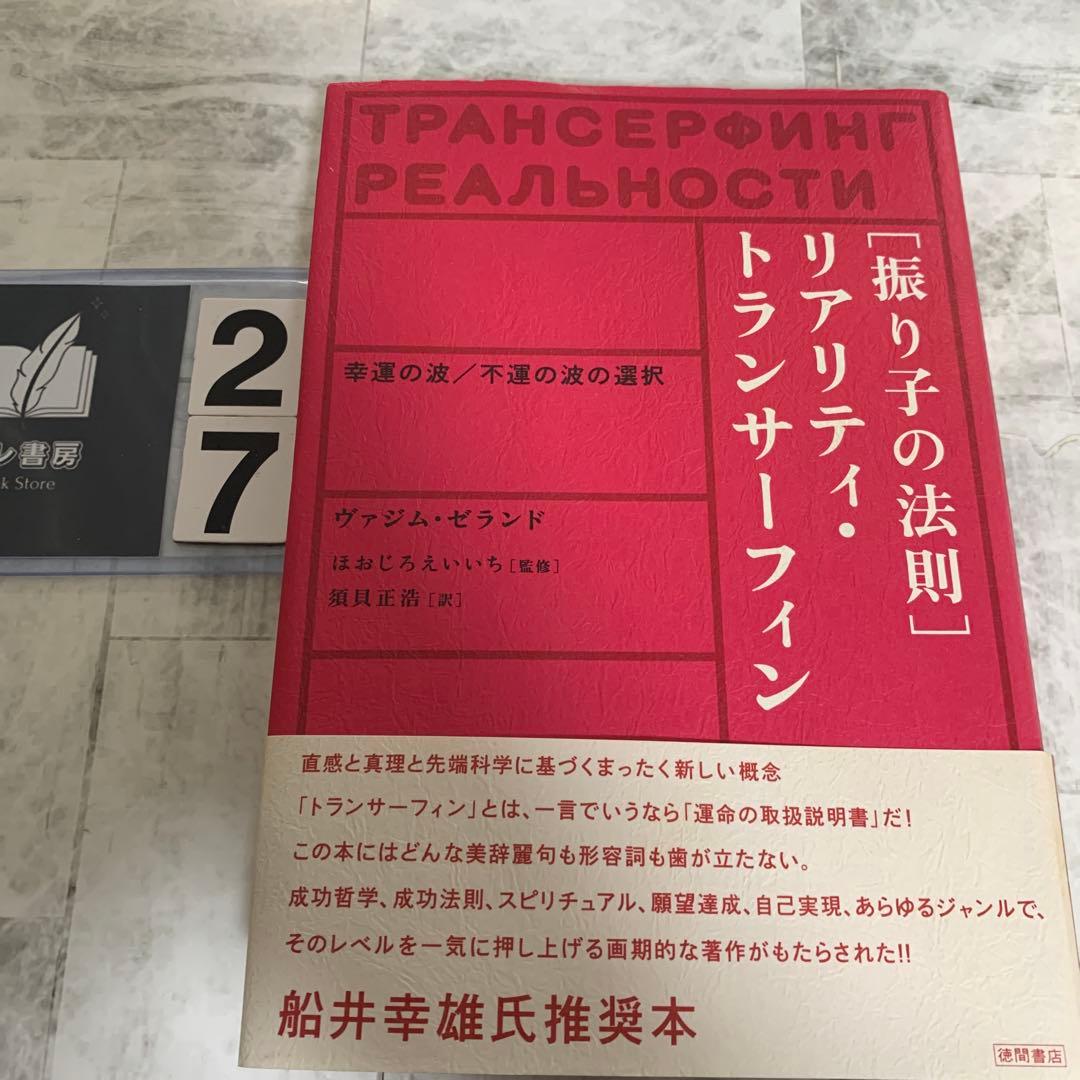 ТРАНСЕРФИНГ
РЕАЛЬНОСТИ
[振り子の法則]
リアリティ・
トランサーフィン
幸運の波／不運の波の選択
ヴァジム・ゼランド
ほおじろえいいち[監修]
須貝正浩[訳]
直感と真理と先端科学に基づくまったく新しい概念
「トランサーフィン」とは、一言でいうなら「運命の取扱説明書」だ!
この本にはどんな美辞麗句も形容詞も歯が立たない。
成功哲学、成功法則、スピリチュアル、願望達成、自己実現、あらゆるジャンルで、
そのレベルを一気に押し上げる画期的な著作がもたらされた!!
船井幸雄氏推奨本
徳間書店
2
7
レ書房
k Store